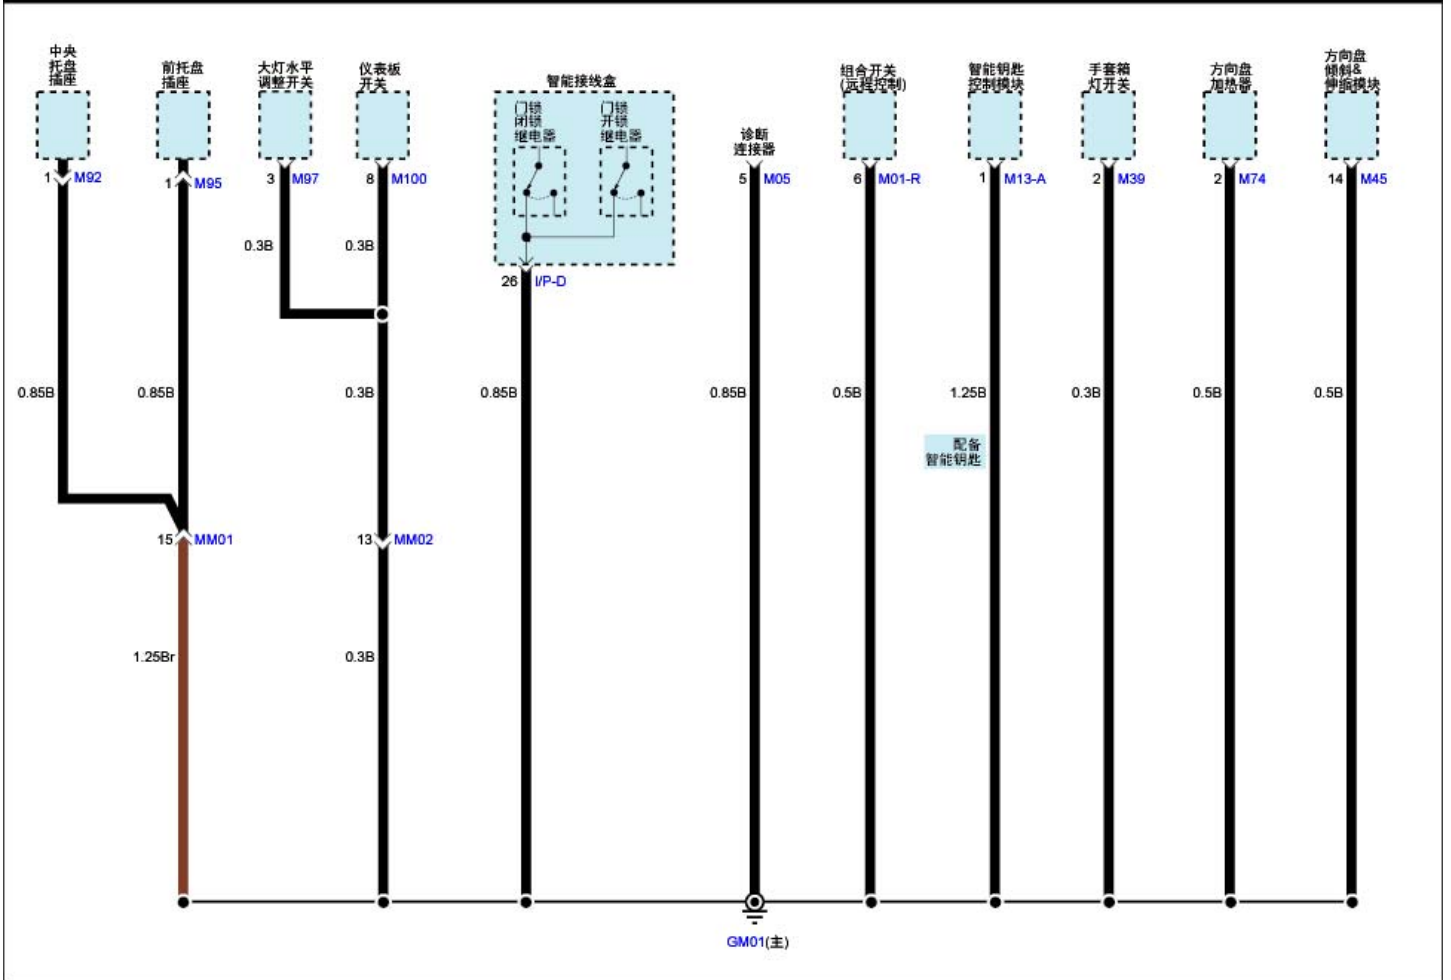 中央
托盘
插座
前托盘
插座
大灯水平
调整开关
仪表板
开关
智能接线盒
门锁
闭锁
继电器
门锁
开锁
继电器
诊断
连接器
组合开关
(远程控制)
智能钥匙
控制模块
手套箱
灯开关
方向盘
加热器
方向盘
倾斜&
伸缩模块
1 M92
1 M95
3 M97
8 M100
26 I/P-D
5 M05
6 M01-R
1 M13-A
2 M39
2 M74
14 M45
0.3B
0.3B
0.85B
0.85B
0.3B
0.85B
0.85B
0.5B
1.25B
0.3B
0.5B
0.5B
配备
智能钥匙
15 MM01
13 MM02
1.25Br
0.3B
GM01(主)